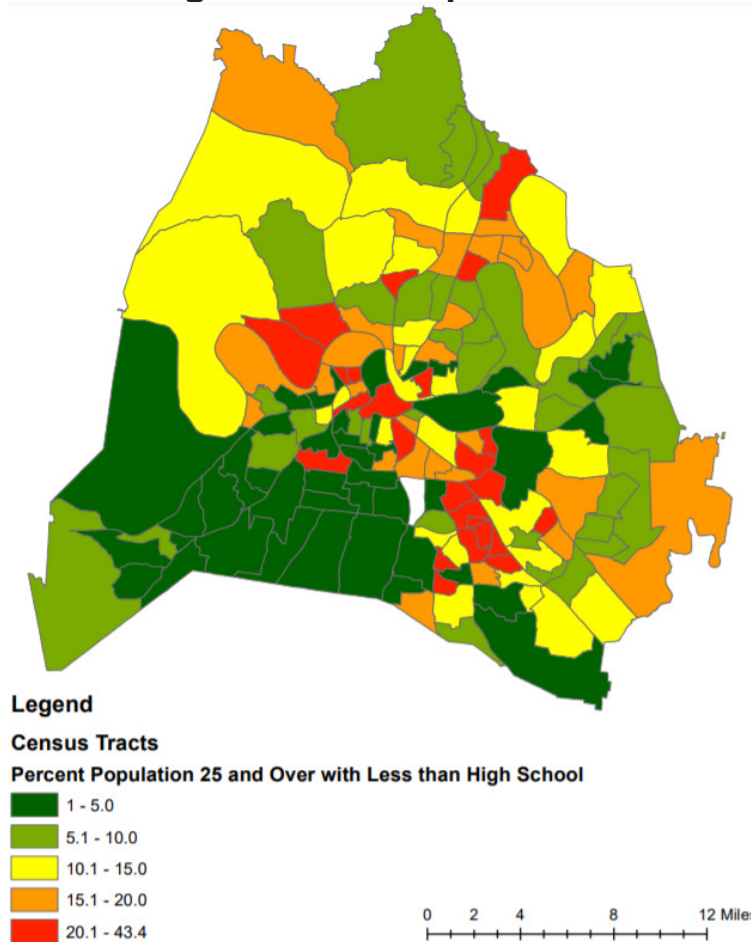 Legend
Census Tracts
Percent Population 25 and Over with Less than High School
1 - 5.0
5.1 - 10.0
10.1 - 15.0
15.1 - 20.0
20.1 - 43.4
0 2 4 8 12 Miles